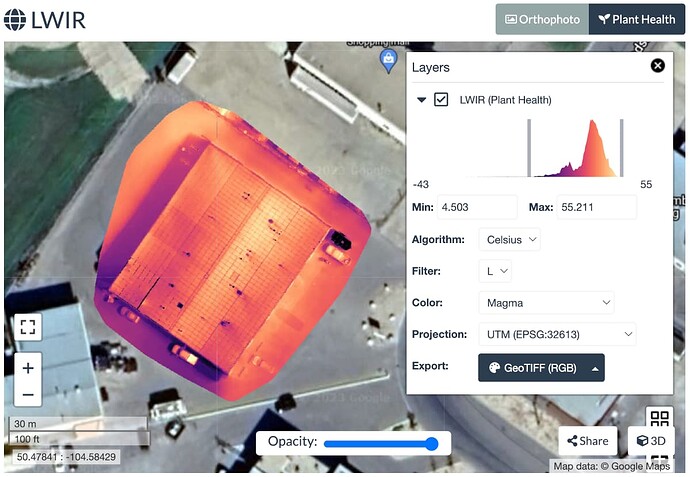 LWIR
Orthophoto
Plant Health
Shopping mall
Layers
LWIR (Plant Health)
-43
55
Min: 4.503 Max: 55.211
Algorithm: Celsius
Filter: L
Color: Magma
Projection: UTM (EPSG:32613)
Export: GeoTIFF (RGB)
+
−
30 m
100 ft
50.47841 : -104.58429
Opacity:
Share
3D
Map data: © Google Maps